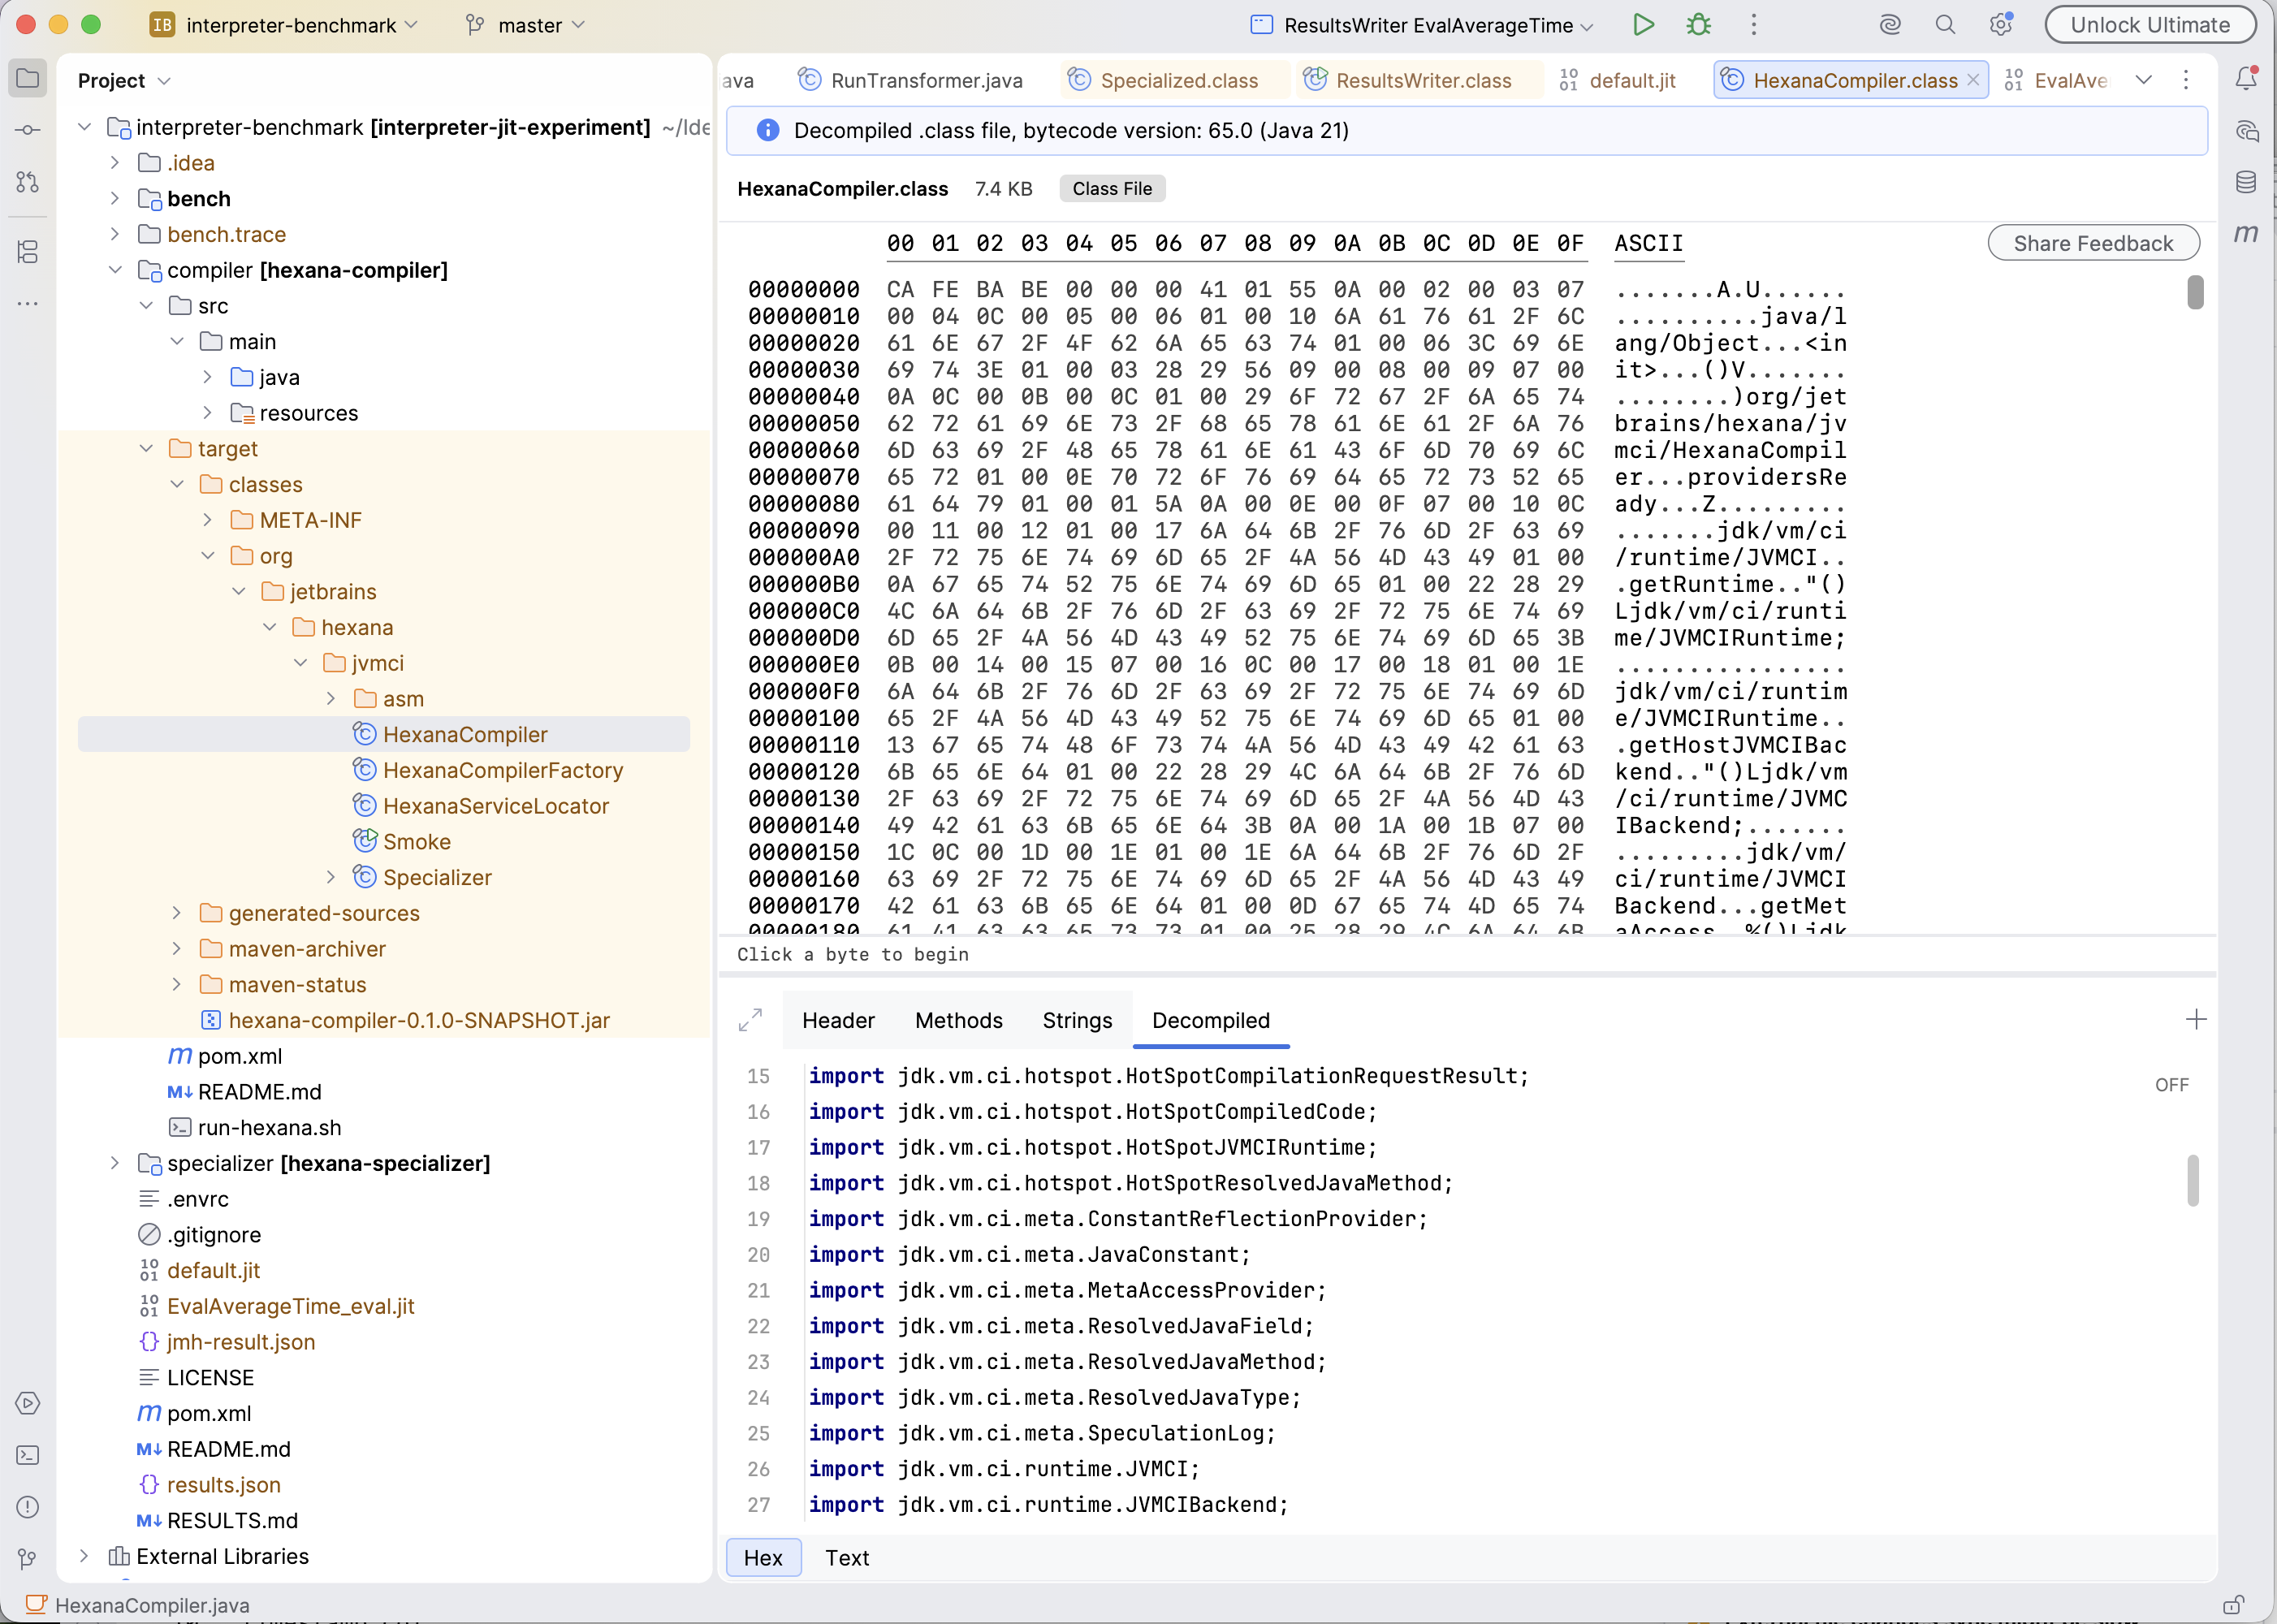 IB interpreter-benchmark master ResultsWriter EvalAverageTime Unlock Ultimate
Project
interpreter-benchmark [interpreter-jit-experiment] ~/Ide
.idea
bench
bench.trace
compiler [hexana-compiler]
src
main
java
resources
target
classes
META-INF
org
jetbrains
hexana
jvmci
asm
HexanaCompiler
HexanaCompilerFactory
HexanaServiceLocator
Smoke
Specializer
generated-sources
maven-archiver
maven-status
hexana-compiler-0.1.0-SNAPSHOT.jar
pom.xml
README.md
run-hexana.sh
specializer [hexana-specializer]
.envrc
.gitignore
default.jit
EvalAverageTime_eval.jit
jmh-result.json
LICENSE
pom.xml
README.md
results.json
RESULTS.md
External Libraries
HexanaCompiler.java
ava RunTransformer.java Specialized.class ResultsWriter.class default.jit HexanaCompiler.class EvalAve
Decompiled .class file, bytecode version: 65.0 (Java 21)
HexanaCompiler.class 7.4 KB Class File
00 01 02 03 04 05 06 07 08 09 0A 0B 0C 0D 0E 0F ASCII
Share Feedback
00000000 CA FE BA BE 00 00 00 41 01 55 0A 00 02 00 03 07 .......A.U......
00000010 00 04 0C 00 05 00 06 01 00 10 6A 61 76 61 2F 6C ..........java/l
00000020 61 6E 67 2F 4F 62 6A 65 63 74 01 00 06 3C 69 6E ang/Object...<in
00000030 69 74 3E 01 00 03 28 29 56 09 00 08 00 09 07 00 it>...()V.......
00000040 0A 0C 00 0B 00 0C 01 00 29 6F 72 67 2F 6A 65 74 ........)org/jet
00000050 62 72 61 69 6E 73 2F 68 65 78 61 6E 61 2F 6A 76 brains/hexana/jv
00000060 6D 63 69 2F 48 65 78 61 6E 61 43 6F 6D 70 69 6C mci/HexanaCompil
00000070 65 72 01 00 0E 70 72 6F 76 69 64 65 72 73 52 65 er...providersRe
00000080 61 64 79 01 00 01 5A 0A 00 0E 00 0F 07 00 10 0C ady...Z.........
00000090 00 11 00 12 01 00 17 6A 64 6B 2F 76 6D 2F 63 69 .......jdk/vm/ci
000000A0 2F 72 75 6E 74 69 6D 65 2F 4A 56 4D 43 49 01 00 /runtime/JVMCI..
000000B0 0A 67 65 74 52 75 6E 74 69 6D 65 01 00 22 28 29 .getRuntime.."()
000000C0 4C 6A 64 6B 2F 76 6D 2F 63 69 2F 72 75 6E 74 69 Ljdk/vm/ci/runti
000000D0 6D 65 2F 4A 56 4D 43 49 52 75 6E 74 69 6D 65 3B me/JVMCIRuntime;
000000E0 0B 00 14 00 15 07 00 16 0C 00 17 00 18 01 00 1E ................
000000F0 6A 64 6B 2F 76 6D 2F 63 69 2F 72 75 6E 74 69 6D jdk/vm/ci/runtim
00000100 65 2F 4A 56 4D 43 49 52 75 6E 74 69 6D 65 01 00 e/JVMCIRuntime..
00000110 13 67 65 74 48 6F 73 74 4A 56 4D 43 49 42 61 63 .getHostJVMCIBac
00000120 6B 65 6E 64 01 00 22 28 29 4C 6A 64 6B 2F 76 6D kend.."()Ljdk/vm
00000130 2F 63 69 2F 72 75 6E 74 69 6D 65 2F 4A 56 4D 43 /ci/runtime/JVMC
00000140 49 42 61 63 6B 65 6E 64 3B 0A 00 1A 00 1B 07 00 IBackend;.......
00000150 1C 0C 00 1D 00 1E 01 00 1E 6A 64 6B 2F 76 6D 2F .........jdk/vm/
00000160 63 69 2F 72 75 6E 74 69 6D 65 2F 4A 56 4D 43 49 ci/runtime/JVMCI
00000170 42 61 63 6B 65 6E 64 01 00 0D 67 65 74 4D 65 74 Backend...getMet
00000180 61 41 63 63 65 73 73 01 00 25 28 29 4C 6A 64 6B aAccess..%()Ljdk
Click a byte to begin
Header Methods Strings Decompiled
OFF
15 import jdk.vm.ci.hotspot.HotSpotCompilationRequestResult;
16 import jdk.vm.ci.hotspot.HotSpotCompiledCode;
17 import jdk.vm.ci.hotspot.HotSpotJVMCIRuntime;
18 import jdk.vm.ci.hotspot.HotSpotResolvedJavaMethod;
19 import jdk.vm.ci.meta.ConstantReflectionProvider;
20 import jdk.vm.ci.meta.JavaConstant;
21 import jdk.vm.ci.meta.MetaAccessProvider;
22 import jdk.vm.ci.meta.ResolvedJavaField;
23 import jdk.vm.ci.meta.ResolvedJavaMethod;
24 import jdk.vm.ci.meta.ResolvedJavaType;
25 import jdk.vm.ci.meta.SpeculationLog;
26 import jdk.vm.ci.runtime.JVMCI;
27 import jdk.vm.ci.runtime.JVMCIBackend;
Hex Text